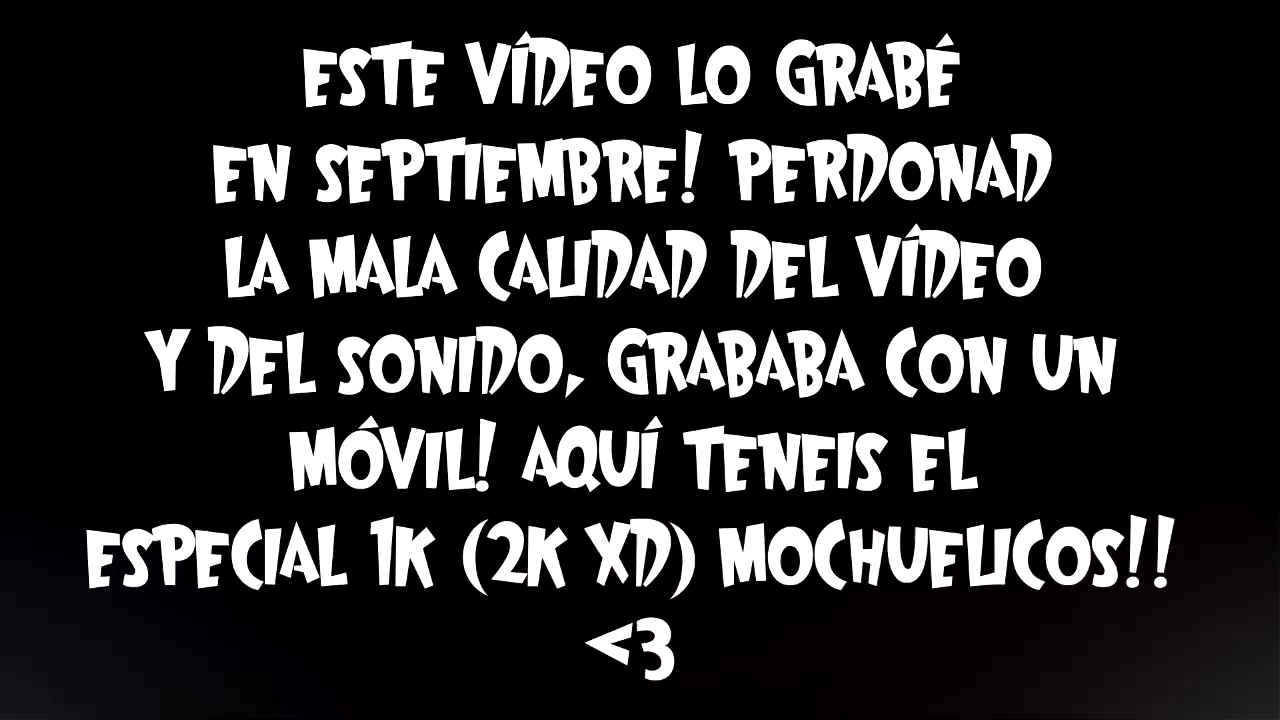 ESTE VÍDEO LO GRABÉ
EN SEPTIEMBRE! PERDONAD
LA MALA CALIDAD DEL VÍDEO
Y DEL SONIDO, GRABABA CON UN
MÓVIL! AQUÍ TENEIS EL
ESPECIAL 1K (2K XD) MOCHUELICOS!!
<3